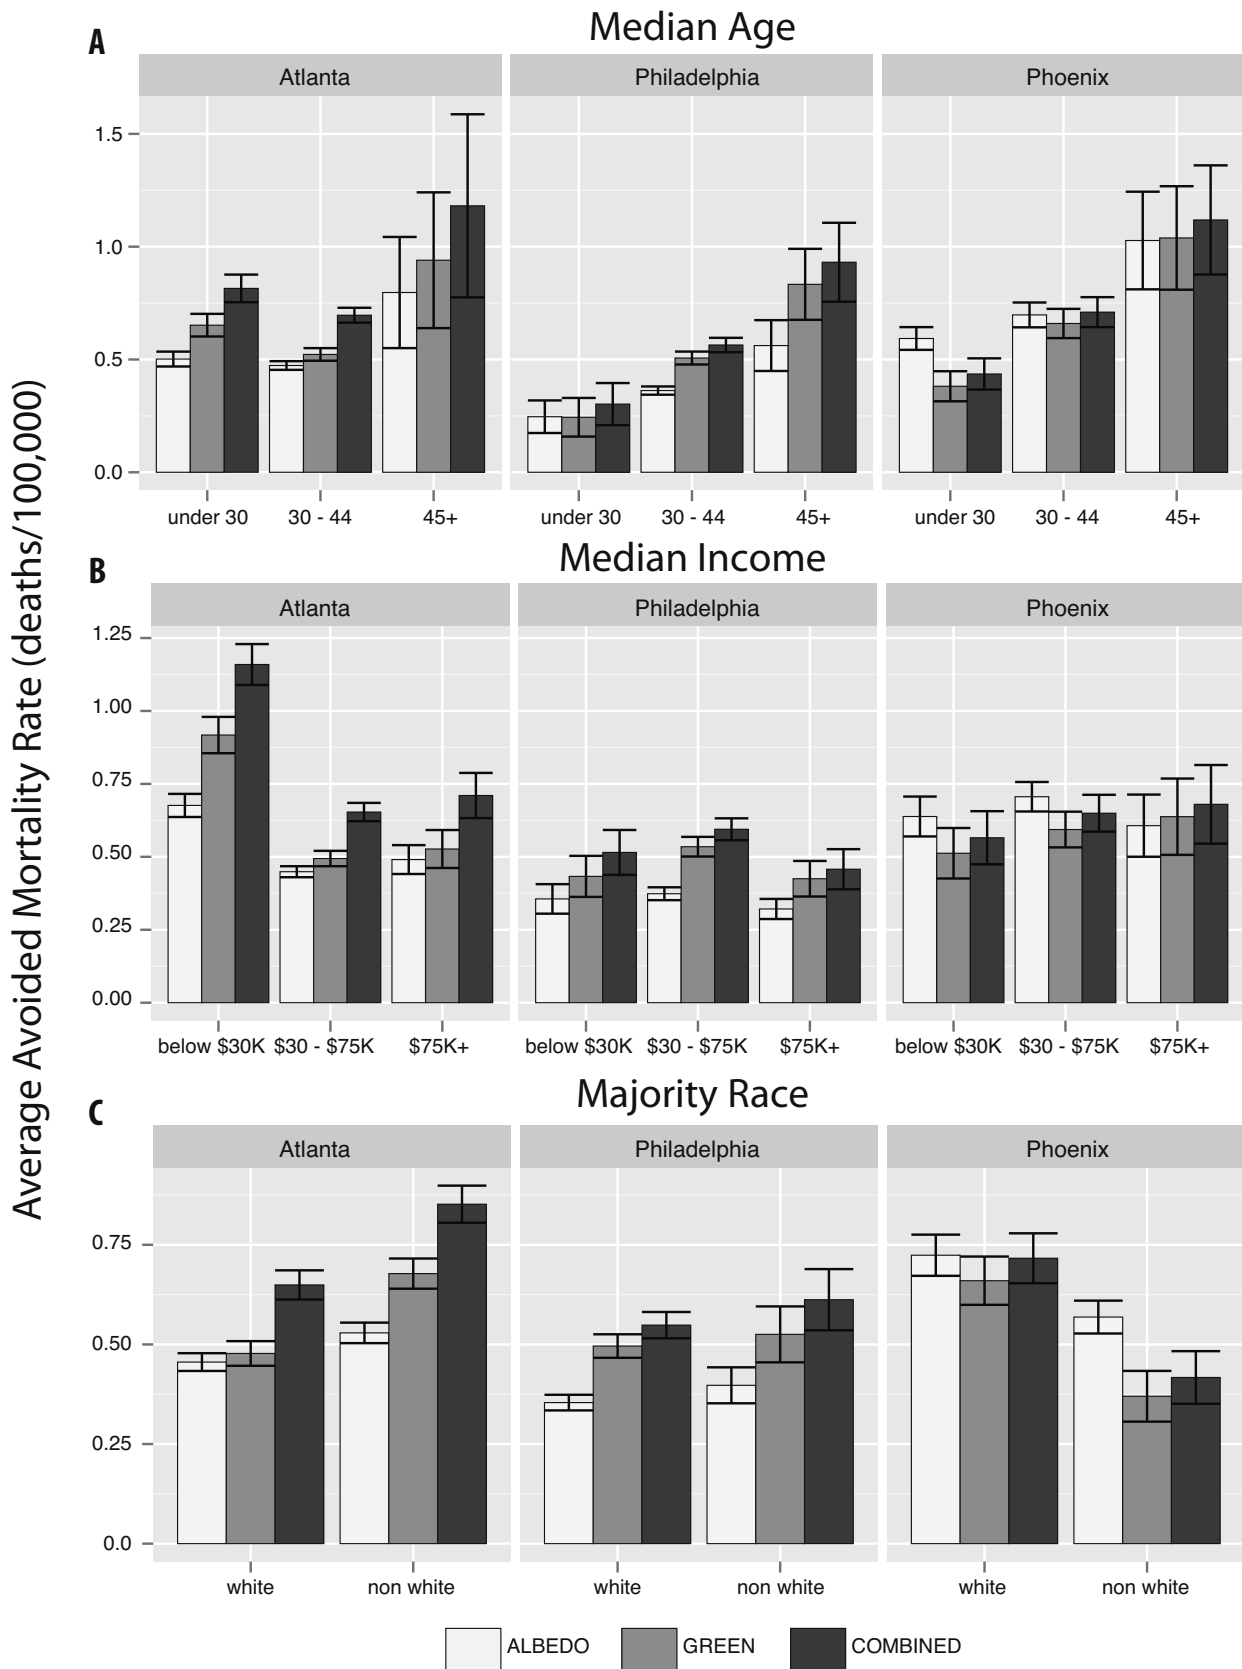 Average Avoided Mortality Rate (deaths/100,000)
A
Median Age
Atlanta
Philadelphia
Phoenix
1.5
1.0
0.5
0.0
under 30
30 - 44
45+
under 30
30 - 44
45+
under 30
30 - 44
45+
B
Median Income
Atlanta
Philadelphia
Phoenix
1.25
1.00
0.75
0.50
0.25
0.00
below $30K
$30 - $75K
$75K+
below $30K
$30 - $75K
$75K+
below $30K
$30 - $75K
$75K+
C
Majority Race
Atlanta
Philadelphia
Phoenix
0.75
0.50
0.25
0.0
white
non white
white
non white
white
non white
ALBEDO
GREEN
COMBINED